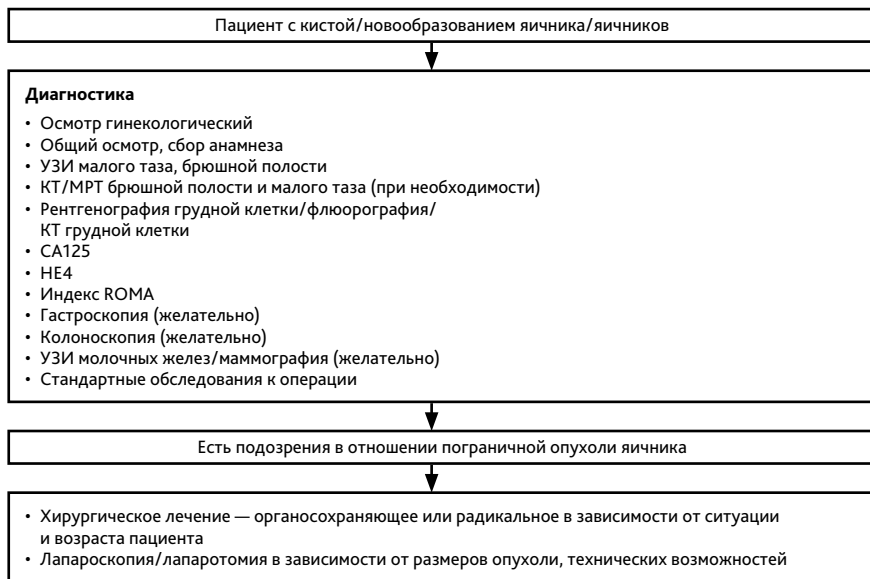 Пациент с кистой/новообразованием яичника/яичников
Диагностика
• Осмотр гинекологический
• Общий осмотр, сбор анамнеза
• УЗИ малого таза, брюшной полости
• КТ/МРТ брюшной полости и малого таза (при необходимости)
• Рентгенография грудной клетки/флюорография/
КТ грудной клетки
• СА125
• НЕ4
• Индекс ROMA
• Гастроскопия (желательно)
• Колоноскопия (желательно)
• УЗИ молочных желез/маммография (желательно)
• Стандартные обследования к операции
Есть подозрения в отношении пограничной опухоли яичника
• Хирургическое лечение — органосохраняющее или радикальное в зависимости от ситуации
и возраста пациента
• Лапароскопия/лапаротомия в зависимости от размеров опухоли, технических возможностей